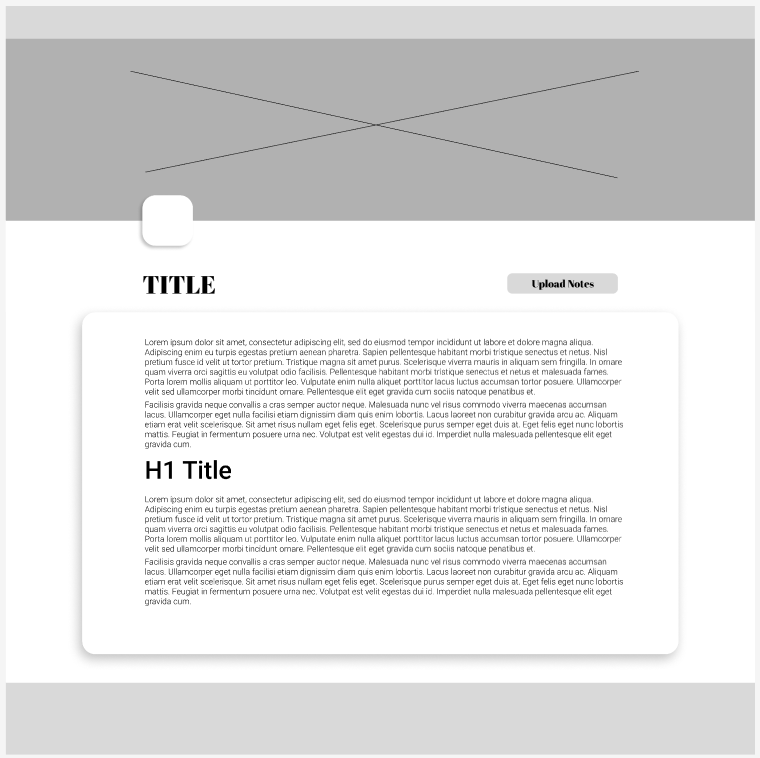 TITLE
Upload Notes
Lorem ipsum dolor sit amet, consectetur adipiscing elit, sed do eiusmod tempor incididunt ut labore et dolore magna aliqua.
Adipiscing enim eu turpis egestas pretium aenean pharetra. Sapien pellentesque habitant morbi tristique senectus et netus. Nisl
pretium fusce id velit ut tortor pretium. Tristique magna sit amet purus. Scelerisque viverra mauris in aliquam sem fringilla. In ornare
quam viverra orci sagittis eu volutpat odio facilisis. Pellentesque habitant morbi tristique senectus et netus et malesuada fames.
Porta lorem mollis aliquam ut porttitor leo. Vulputate enim nulla aliquet porttitor lacus luctus accumsan tortor posuere. Ullamcorper
velit sed ullamcorper morbi tincidunt ornare. Pellentesque elit eget gravida cum sociis natoque penatibus et.
Facilisis gravida neque convallis a cras semper auctor neque. Malesuada nunc vel risus commodo viverra maecenas accumsan
lacus. Ullamcorper eget nulla facilisi etiam dignissim diam quis enim lobortis. Lacus laoreet non curabitur gravida arcu ac. Aliquam
etiam erat velit scelerisque. Sit amet risus nullam eget felis eget. Scelerisque purus semper eget duis at. Eget felis eget nunc lobortis
mattis. Feugiat in fermentum posuere urna nec. Volutpat est velit egestas dui id. Imperdiet nulla malesuada pellentesque elit eget
gravida cum.
H1 Title
Lorem ipsum dolor sit amet, consectetur adipiscing elit, sed do eiusmod tempor incididunt ut labore et dolore magna aliqua.
Adipiscing enim eu turpis egestas pretium aenean pharetra. Sapien pellentesque habitant morbi tristique senectus et netus. Nisl
pretium fusce id velit ut tortor pretium. Tristique magna sit amet purus. Scelerisque viverra mauris in aliquam sem fringilla. In ornare
quam viverra orci sagittis eu volutpat odio facilisis. Pellentesque habitant morbi tristique senectus et netus et malesuada fames.
Porta lorem mollis aliquam ut porttitor leo. Vulputate enim nulla aliquet porttitor lacus luctus accumsan tortor posuere. Ullamcorper
velit sed ullamcorper morbi tincidunt ornare. Pellentesque elit eget gravida cum sociis natoque penatibus et.
Facilisis gravida neque convallis a cras semper auctor neque. Malesuada nunc vel risus commodo viverra maecenas accumsan
lacus. Ullamcorper eget nulla facilisi etiam dignissim diam quis enim lobortis. Lacus laoreet non curabitur gravida arcu ac. Aliquam
etiam erat velit scelerisque. Sit amet risus nullam eget felis eget. Scelerisque purus semper eget duis at. Eget felis eget nunc lobortis
mattis. Feugiat in fermentum posuere urna nec. Volutpat est velit egestas dui id. Imperdiet nulla malesuada pellentesque elit eget
gravida cum.